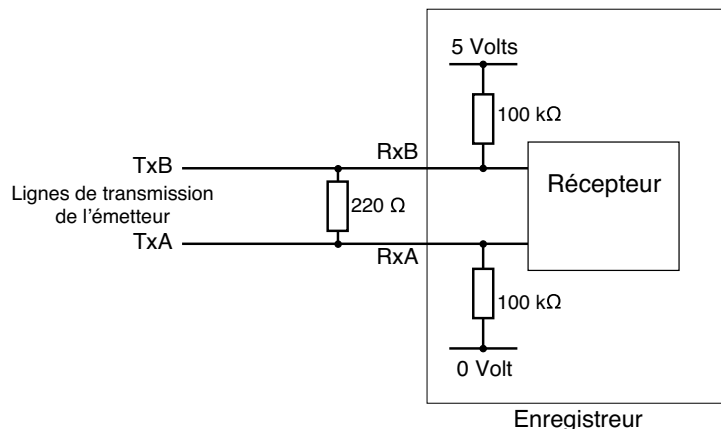 5 Volts
100 kΩ
RxB
TxB
Récepteur
Lignes de transmission
de l'émetteur
220 Ω
TxA
RxA
100 kΩ
0 Volt
Enregistreur